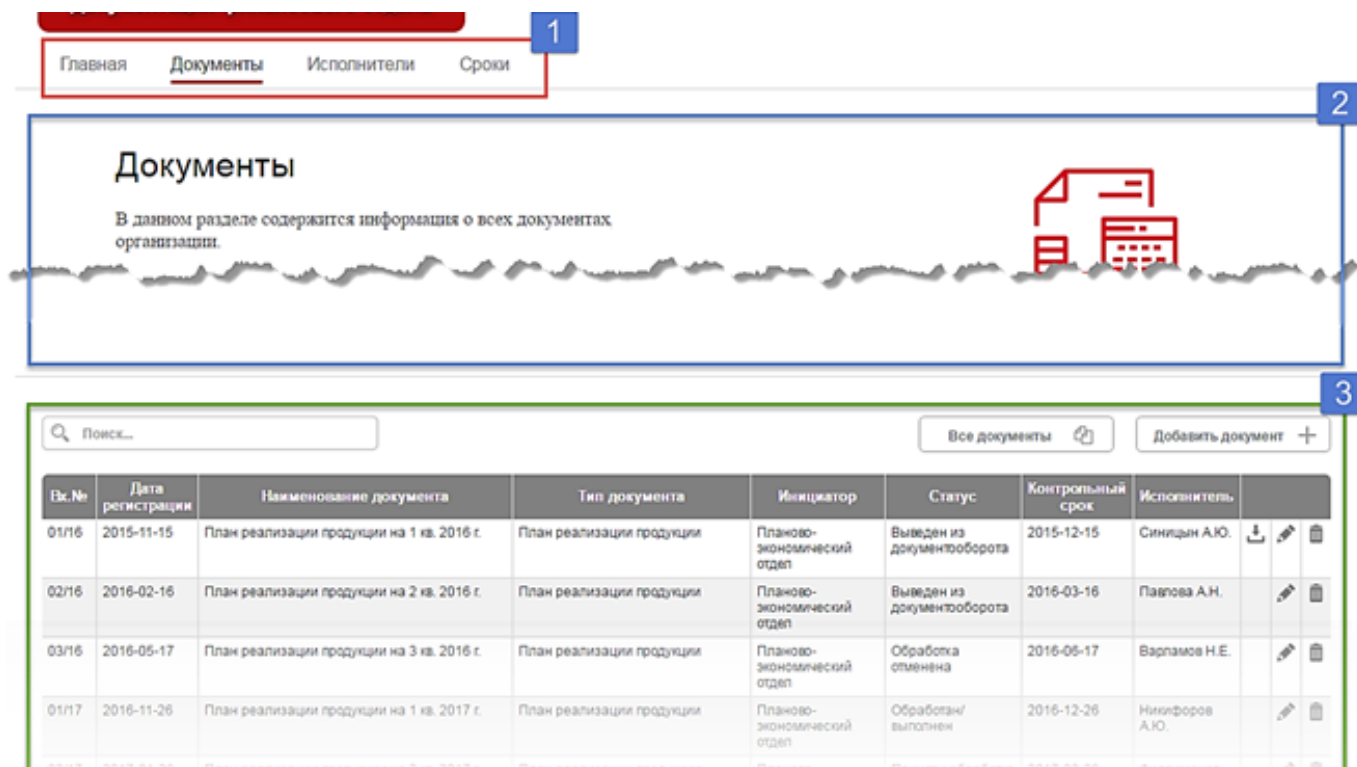 1
Главная Документы Исполнители Сроки
2
Документы
В данном разделе содержится информация о всех документах
организации.
3
Поиск... Все документы Добавить документ
Вх.№ Дата регистрации Наименование документа Тип документа Инициатор Статус Контрольный срок Исполнитель
01/16 2015-11-15 План реализации продукции на 1 кв. 2016 г. План реализации продукции Планово-экономический отдел Выведен из документооборота 2015-12-15 Синицын А.Ю.
02/16 2016-02-16 План реализации продукции на 2 кв. 2016 г. План реализации продукции Планово-экономический отдел Выведен из документооборота 2016-03-16 Павлова А.Н.
03/16 2016-05-17 План реализации продукции на 3 кв. 2016 г. План реализации продукции Планово-экономический отдел Обработка отменена 2016-06-17 Варламов Н.Е.
01/17 2016-11-26 План реализации продукции на 1 кв. 2017 г. План реализации продукции Планово-экономический отдел Обработан/выполнен 2016-12-26 Никифоров А.Ю.